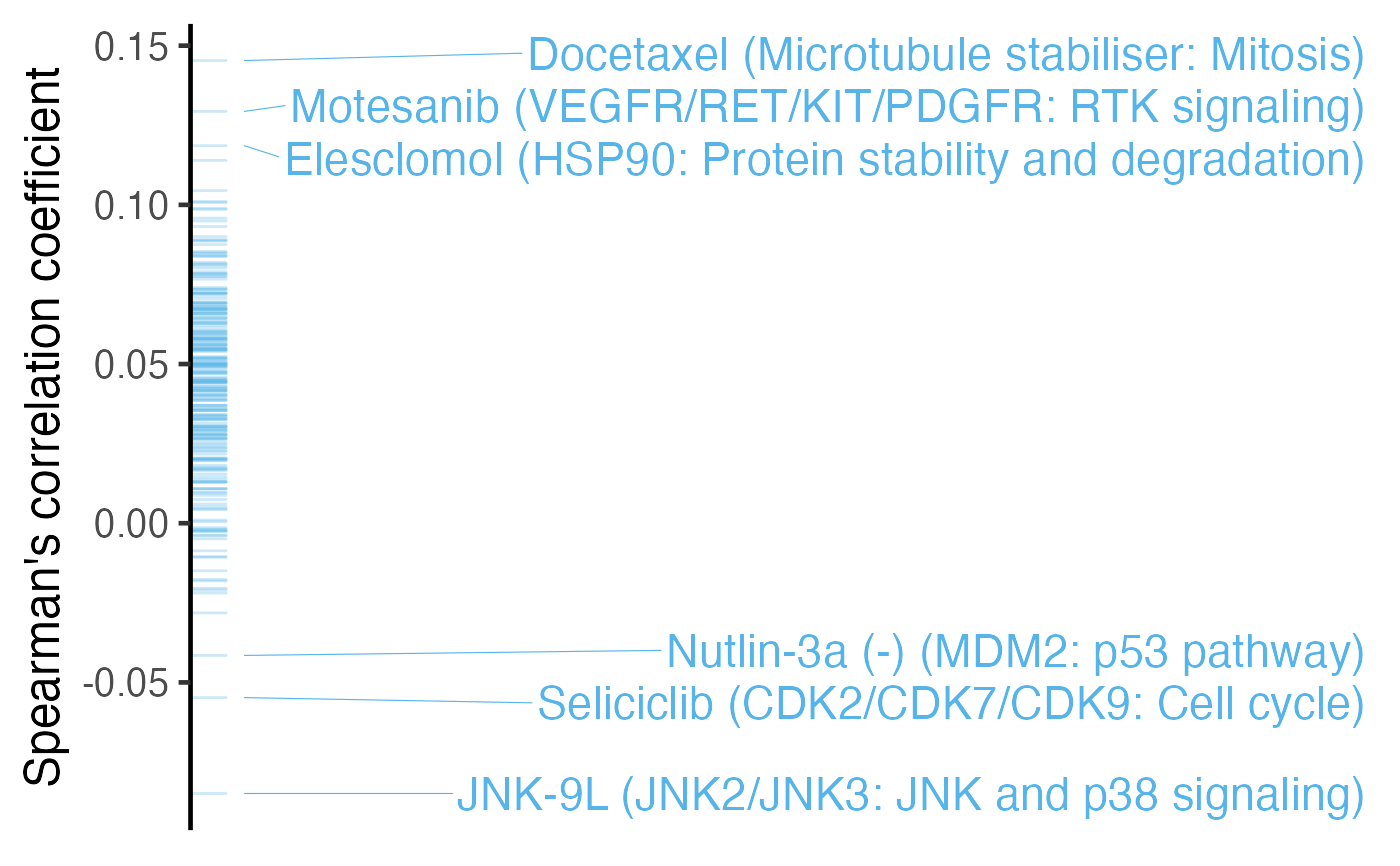 Spearman's correlation coefficient
0.15
0.10
0.05
0.00
-0.05
Docetaxel (Microtubule stabiliser: Mitosis)
Motesanib (VEGFR/RET/KIT/PDGFR: RTK signaling)
Elesclomol (HSP90: Protein stability and degradation)
Nutlin-3a (-) (MDM2: p53 pathway)
Seliciclib (CDK2/CDK7/CDK9: Cell cycle)
JNK-9L (JNK2/JNK3: JNK and p38 signaling)